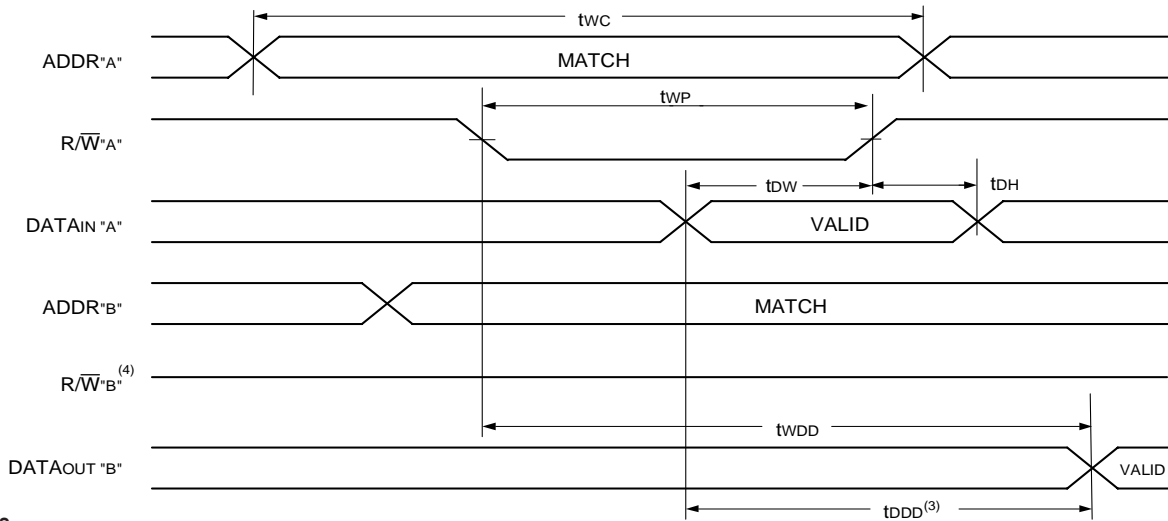 tWC
ADDR"A"
MATCH
tWP
R/W̅"A"
tDW
tDH
DATAIN "A"
VALID
ADDR"B"
MATCH
R/W̅"B"(4)
tWDD
DATAOUT "B"
VALID
tDDD(3)